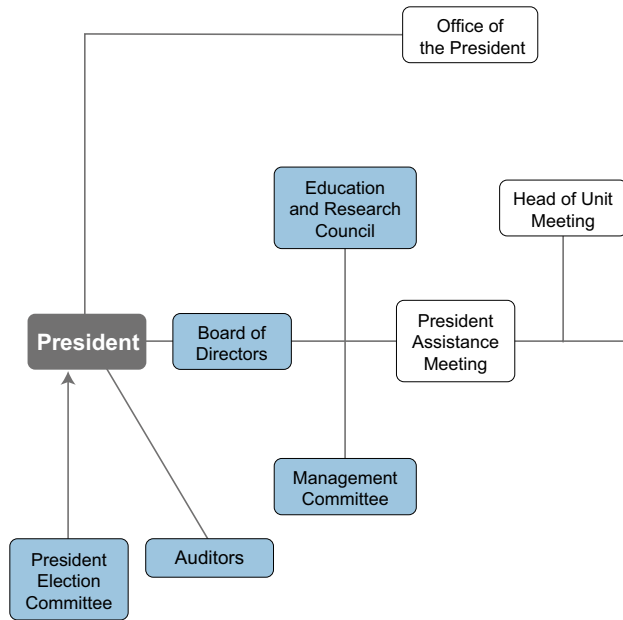 Office of
the President
Education
and Research
Council
Head of Unit
Meeting
President
Board of
Directors
President
Assistance
Meeting
Management
Committee
President
Election
Committee
Auditors